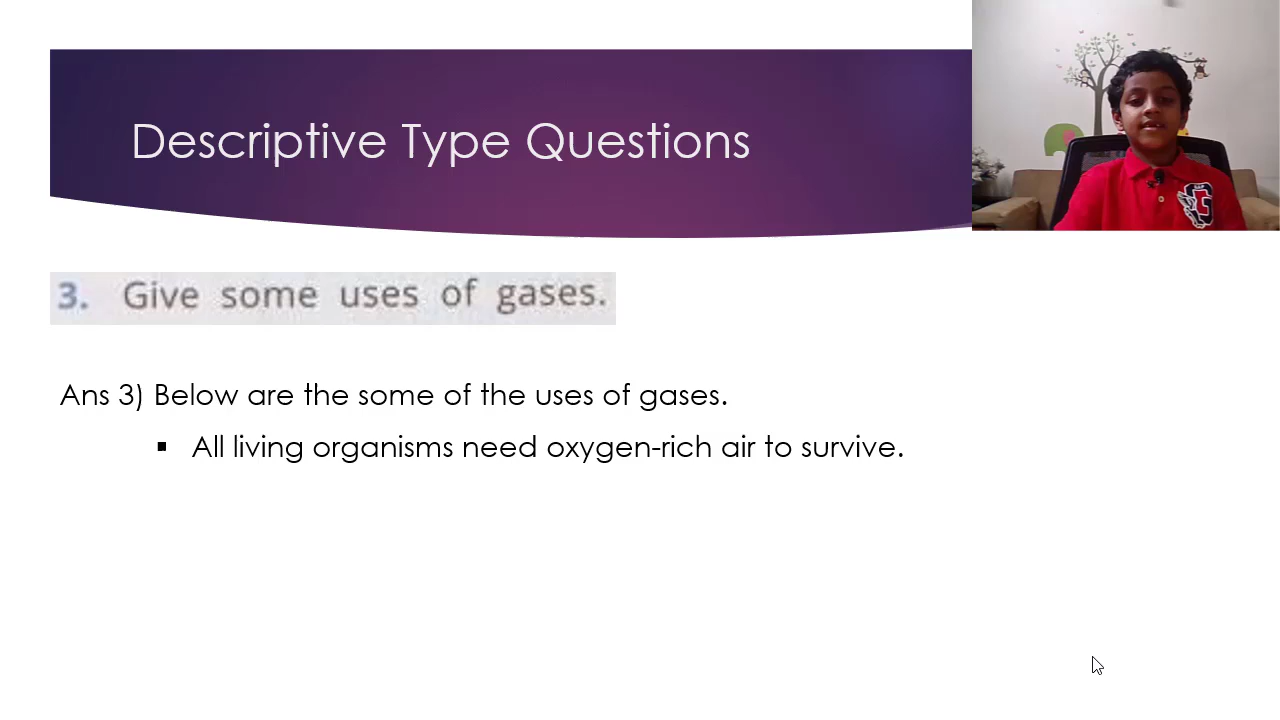 Descriptive Type Questions
3. Give some uses of gases.
Ans 3) Below are the some of the uses of gases.
▪ All living organisms need oxygen-rich air to survive.